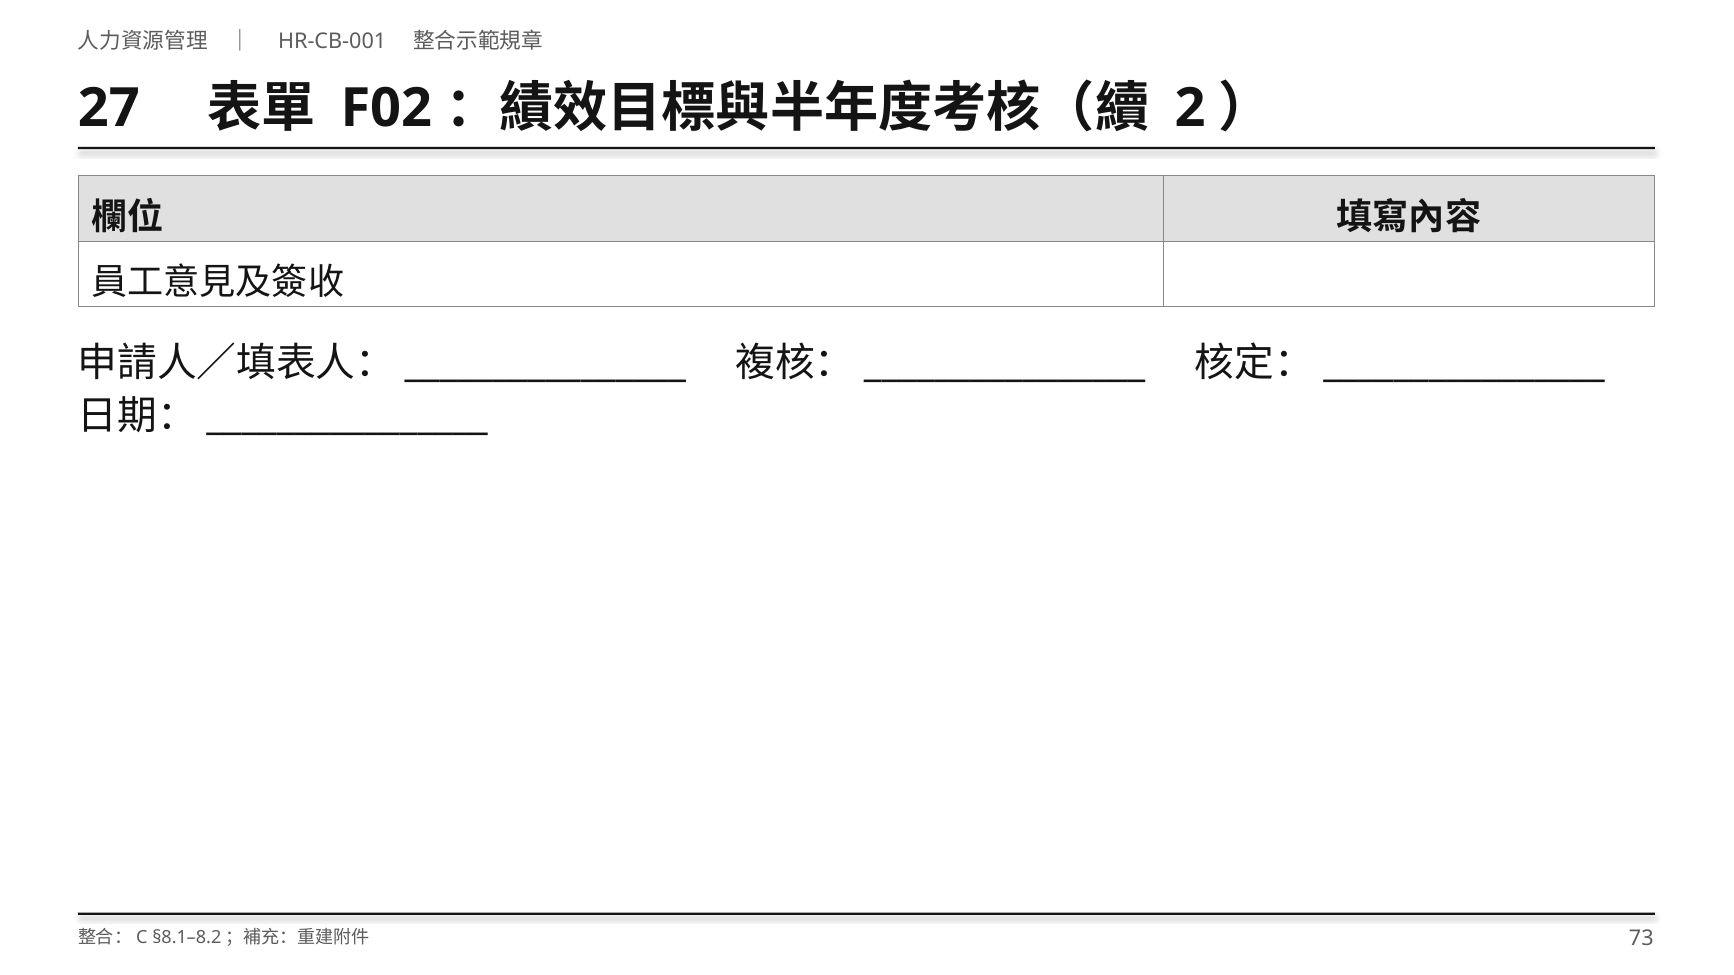 人力資源管理　｜　HR-CB-001　整合示範規章
27　表單 F02：績效目標與半年度考核（續 2）
欄位　填寫內容
員工意見及簽收
申請人／填表人：________________　複核：________________　核定：________________
日期：________________
整合：C §8.1–8.2；補充：重建附件　73